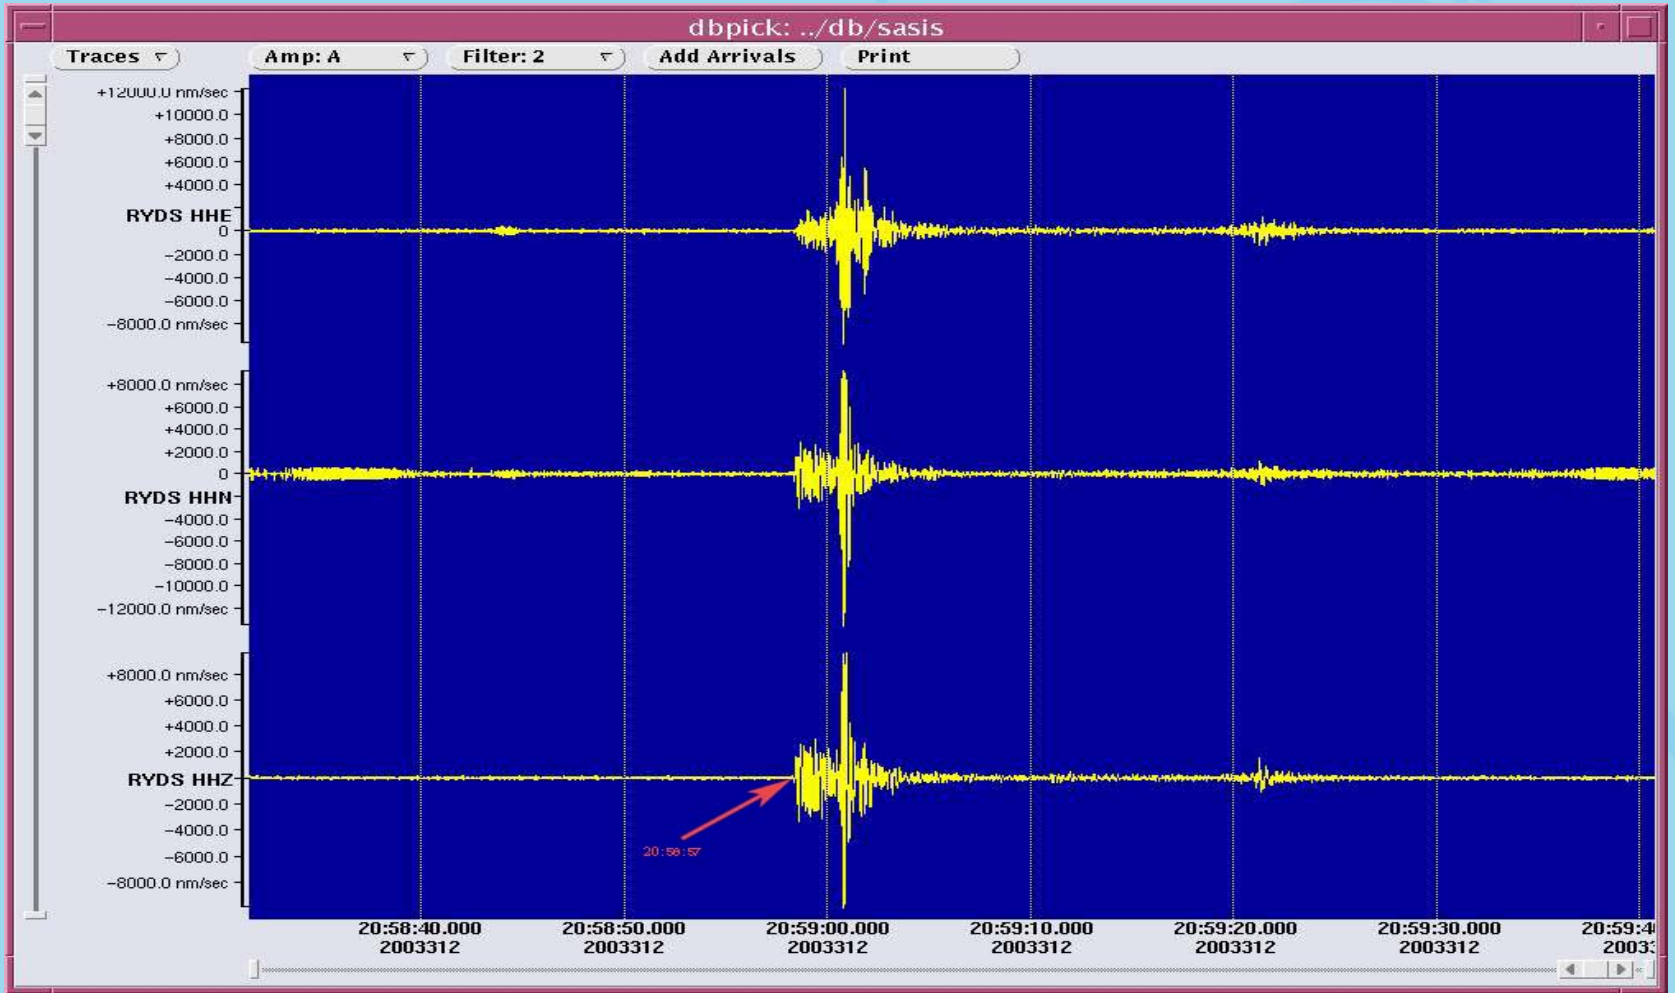 dbpick: ../db/sasis
Traces Amp: A Filter: 2 Add Arrivals Print
+12000.0 nm/sec
+10000.0
+8000.0
+6000.0
+4000.0
RYDS HHE
0
-2000.0
-4000.0
-6000.0
-8000.0 nm/sec
+8000.0 nm/sec
+6000.0
+4000.0
+2000.0
0
RYDS HHN
-4000.0
-6000.0
-8000.0
-10000.0
-12000.0 nm/sec
+8000.0 nm/sec
+6000.0
+4000.0
+2000.0
RYDS HHZ
-2000.0
-4000.0
-6000.0
-8000.0 nm/sec
20:58:57
20:58:40.000 20:58:50.000 20:59:00.000 20:59:10.000 20:59:20.000 20:59:30.000 20:59:4
2003312 2003312 2003312 2003312 2003312 2003312 2003